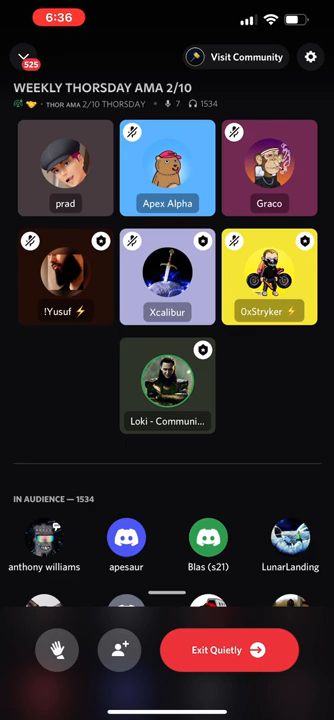 6:36
525
Visit Community
WEEKLY THORSDAY AMA 2/10
THOR AMA 2/10 THORSDAY • 7 1534
prad
Apex Alpha
Graco
!Yusuf ⚡
Xcalibur
0xStryker ⚡
Loki - Communi...
IN AUDIENCE — 1534
anthony williams
apesaur
Blas (s21)
LunarLanding
Exit Quietly